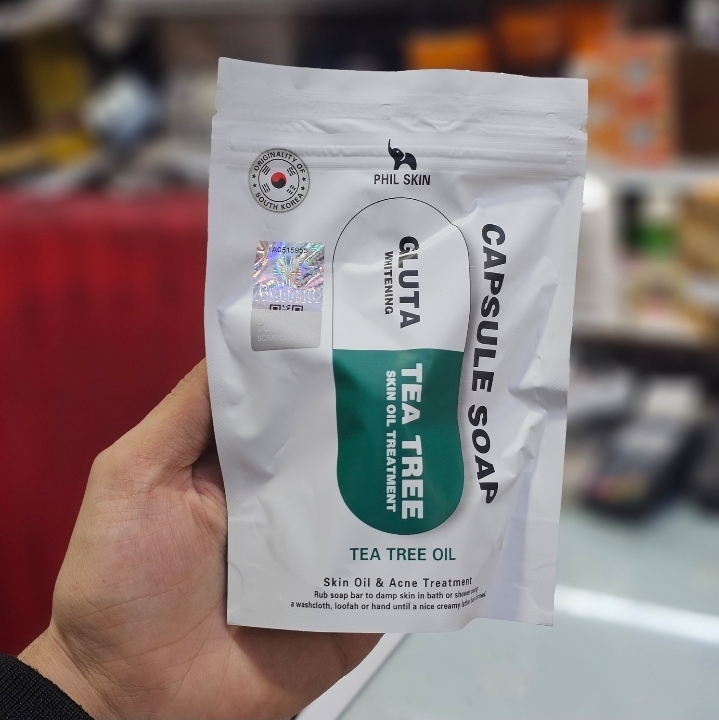 ORIGINALITY OF
SOUTH KOREA
PHIL SKIN
GLUTA
WHITENING
TEA TREE
SKIN OIL TREATMENT
CAPSULE SOAP
TEA TREE OIL
Skin Oil & Acne Treatment
Rub soap bar to damp skin in bath or shower
a washcloth, loofah or hand until a nice creamy